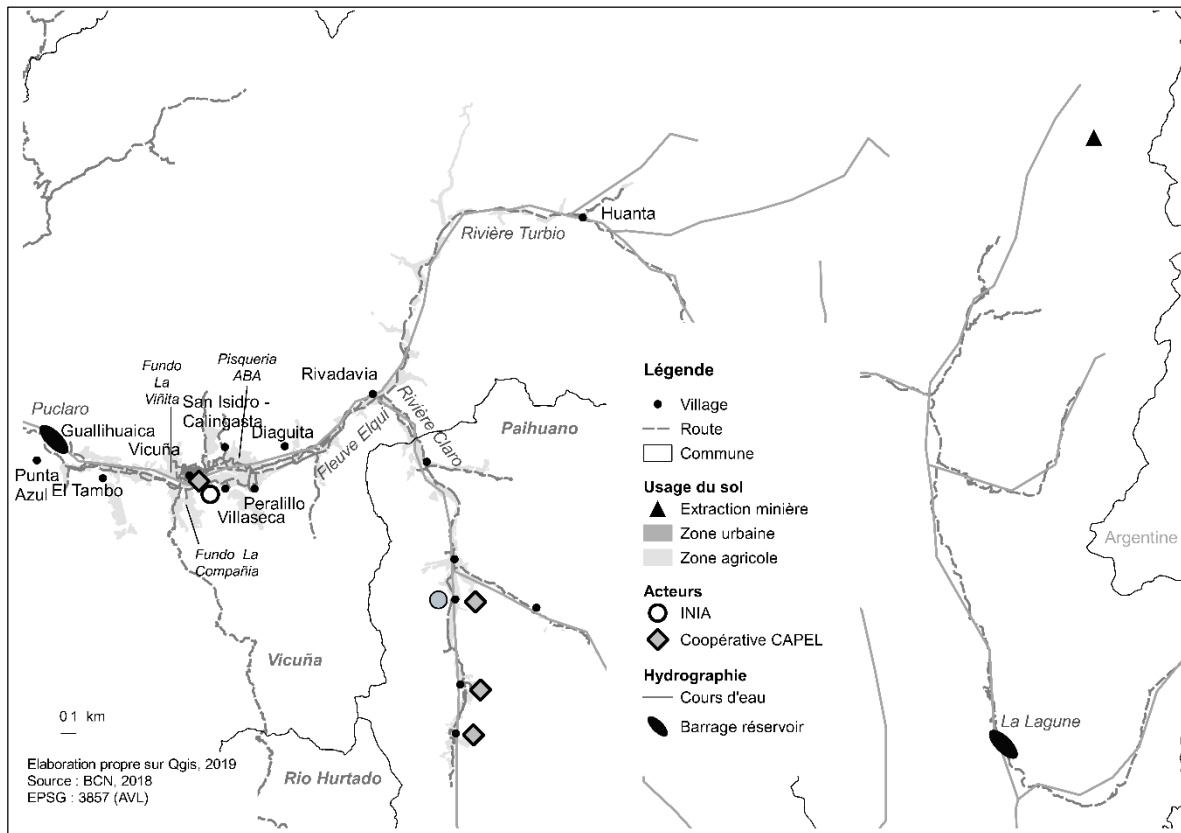 Huanta
Rivière Turbio
Fundo
La
Viñita
Pisquería
ABA
Rivadavia
San Isidro -
Calingasta
Puclaro
Guallihuaica
Vicuña
Diaguita
Fleuve Elqui
Rivière Claro
Paihuano
Punta
Azul
El Tambo
Peralillo
Villaseca
Fundo La
Compañia
Vicuña
Rio Hurtado
Argentine
La Lagune
Légende
Village
Route
Commune
Usage du sol
Extraction minière
Zone urbaine
Zone agricole
Acteurs
INIA
Coopérative CAPEL
Hydrographie
Cours d'eau
Barrage réservoir
0 1 km
Elaboration propre sur Qgis, 2019
Source : BCN, 2018
EPSG : 3857 (AVL)